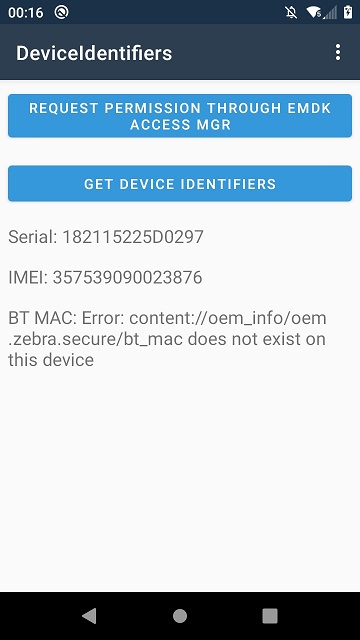 00:16
DeviceIdentifiers
REQUEST PERMISSION THROUGH EMDK
ACCESS MGR
GET DEVICE IDENTIFIERS
Serial: 182115225D0297
IMEI: 357539090023876
BT MAC: Error: content://oem_info/oem
.zebra.secure/bt_mac does not exist on
this device